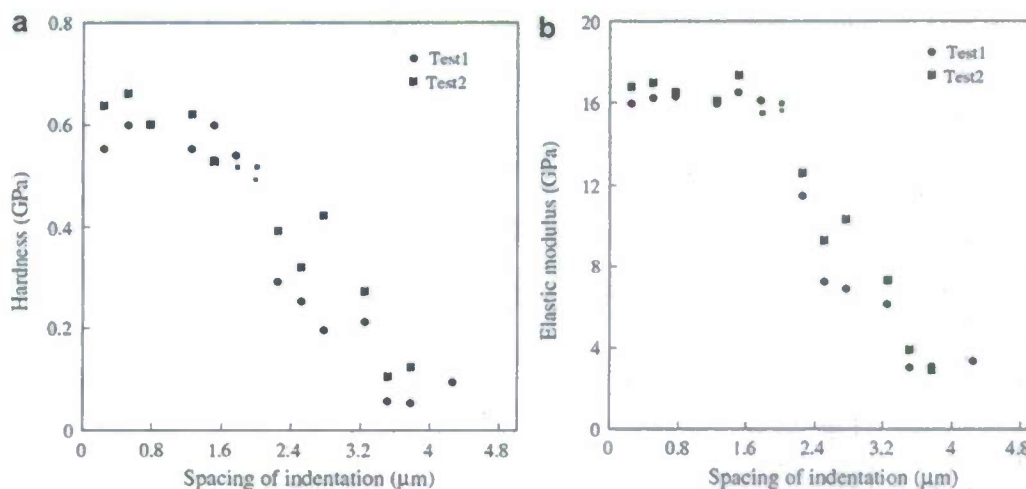 a
0.8
0.6
0.4
0.2
0
Hardness (GPa)
Test1
Test2
0 0.8 1.6 2.4 3.2 4 4.8
Spacing of indentation (μm)
b
20
16
12
8
4
0
Elastic modulus (GPa)
Test1
Test2
0 0.8 1.6 2.4 3.2 4 4.8
Spacing of indentation (μm)